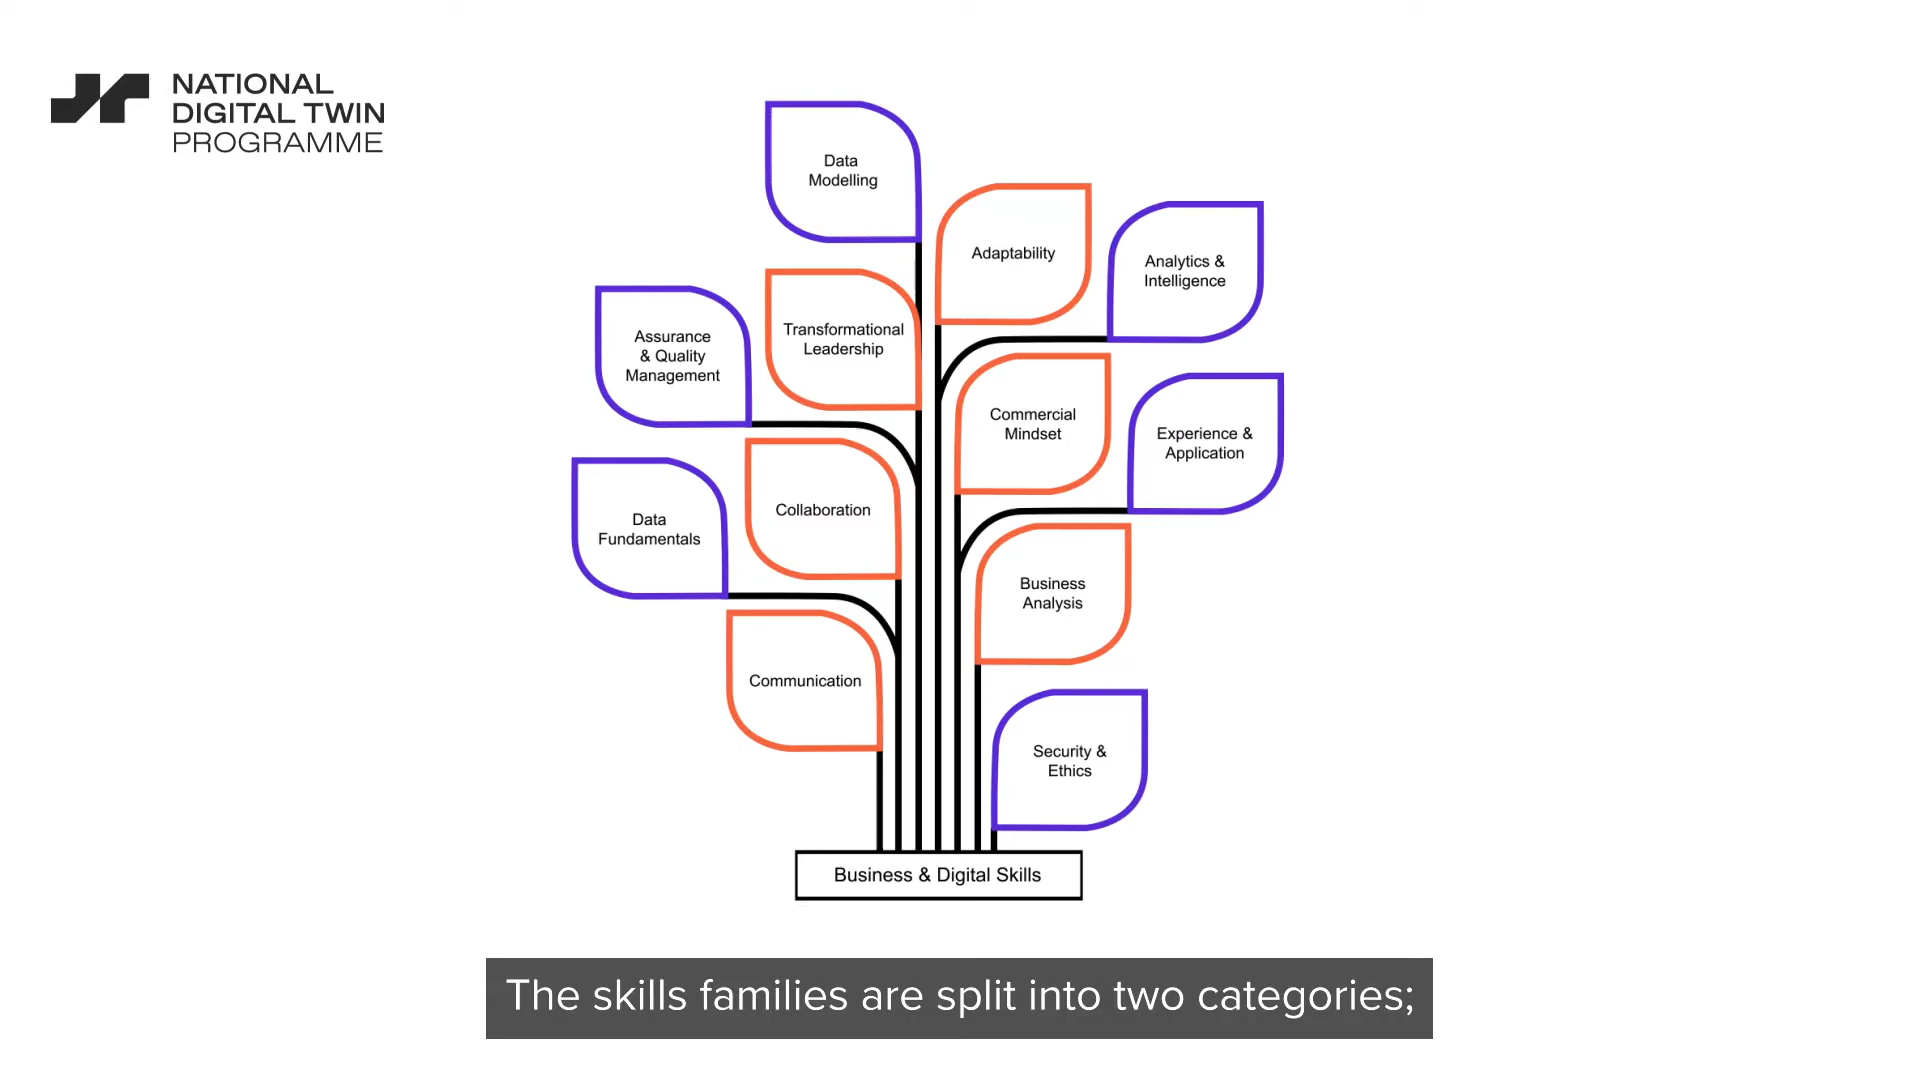 NATIONAL
DIGITAL TWIN
PROGRAMME
Data
Modelling
Adaptability
Analytics &
Intelligence
Assurance
& Quality
Management
Transformational
Leadership
Commercial
Mindset
Experience &
Application
Data
Fundamentals
Collaboration
Business
Analysis
Communication
Security &
Ethics
Business & Digital Skills
The skills families are split into two categories;